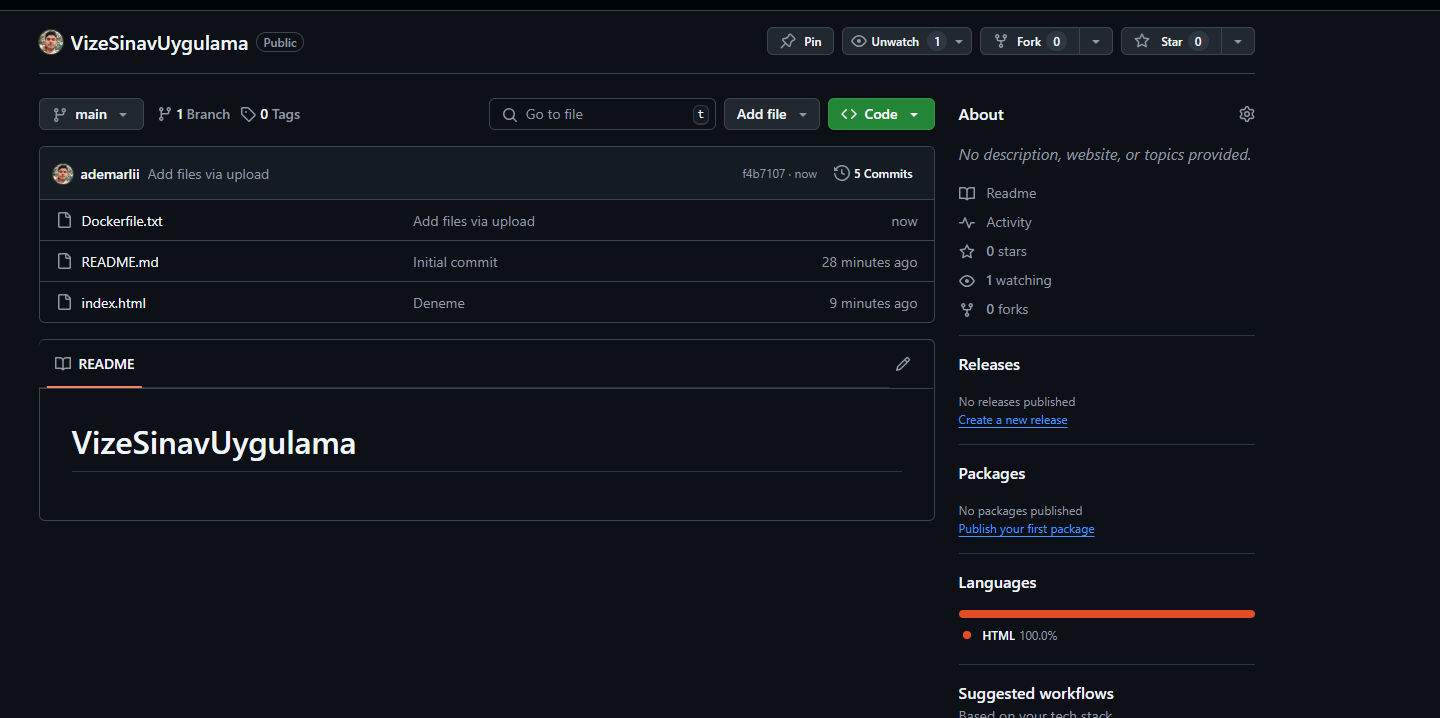 VizeSinavUygulama Public
Pin
Unwatch 1
Fork 0
Star 0
main
1 Branch
0 Tags
Go to file t
Add file
Code
ademarlii Add files via upload
f4b7107 · now
5 Commits
Dockerfile.txt Add files via upload now
README.md Initial commit 28 minutes ago
index.html Deneme 9 minutes ago
README
VizeSinavUygulama
About
No description, website, or topics provided.
Readme
Activity
0 stars
1 watching
0 forks
Releases
No releases published
Create a new release
Packages
No packages published
Publish your first package
Languages
HTML 100.0%
Suggested workflows
Based on your tech stack